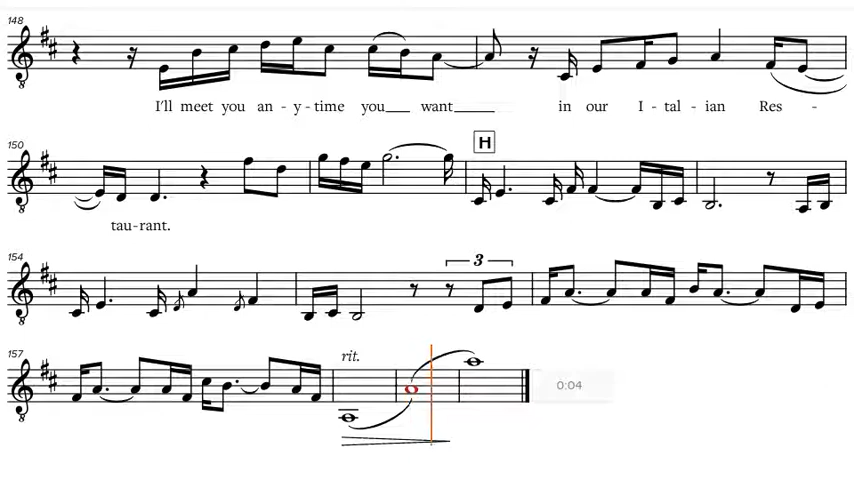 148
I'll meet you an - y - time you want in our I - tal - ian Res -
150
H
tau - rant.
154
3
157
rit.
0:04